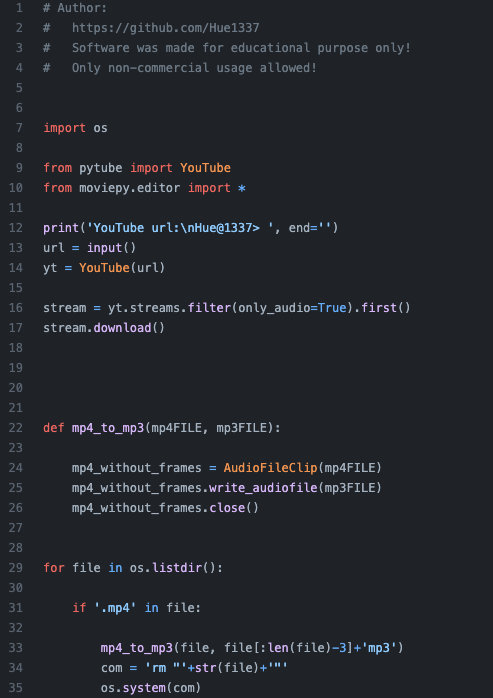 1 # Author:
2 #   https://github.com/Hue1337
3 #   Software was made for educational purpose only!
4 #   Only non-commercial usage allowed!
5
6
7 import os
8
9 from pytube import YouTube
10 from moviepy.editor import *
11
12 print('YouTube url:\nHue@1337> ', end='')
13 url = input()
14 yt = YouTube(url)
15
16 stream = yt.streams.filter(only_audio=True).first()
17 stream.download()
18
19
20
21
22 def mp4_to_mp3(mp4FILE, mp3FILE):
23
24     mp4_without_frames = AudioFileClip(mp4FILE)
25     mp4_without_frames.write_audiofile(mp3FILE)
26     mp4_without_frames.close()
27
28
29 for file in os.listdir():
30
31     if '.mp4' in file:
32
33         mp4_to_mp3(file, file[:len(file)-3]+'mp3')
34         com = 'rm "'+str(file)+'"'
35         os.system(com)